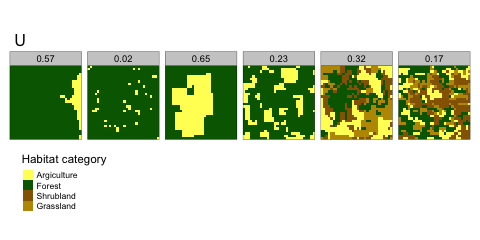 U
0.57 0.02 0.65 0.23 0.32 0.17
Habitat category
Argiculture
Forest
Shrubland
Grassland